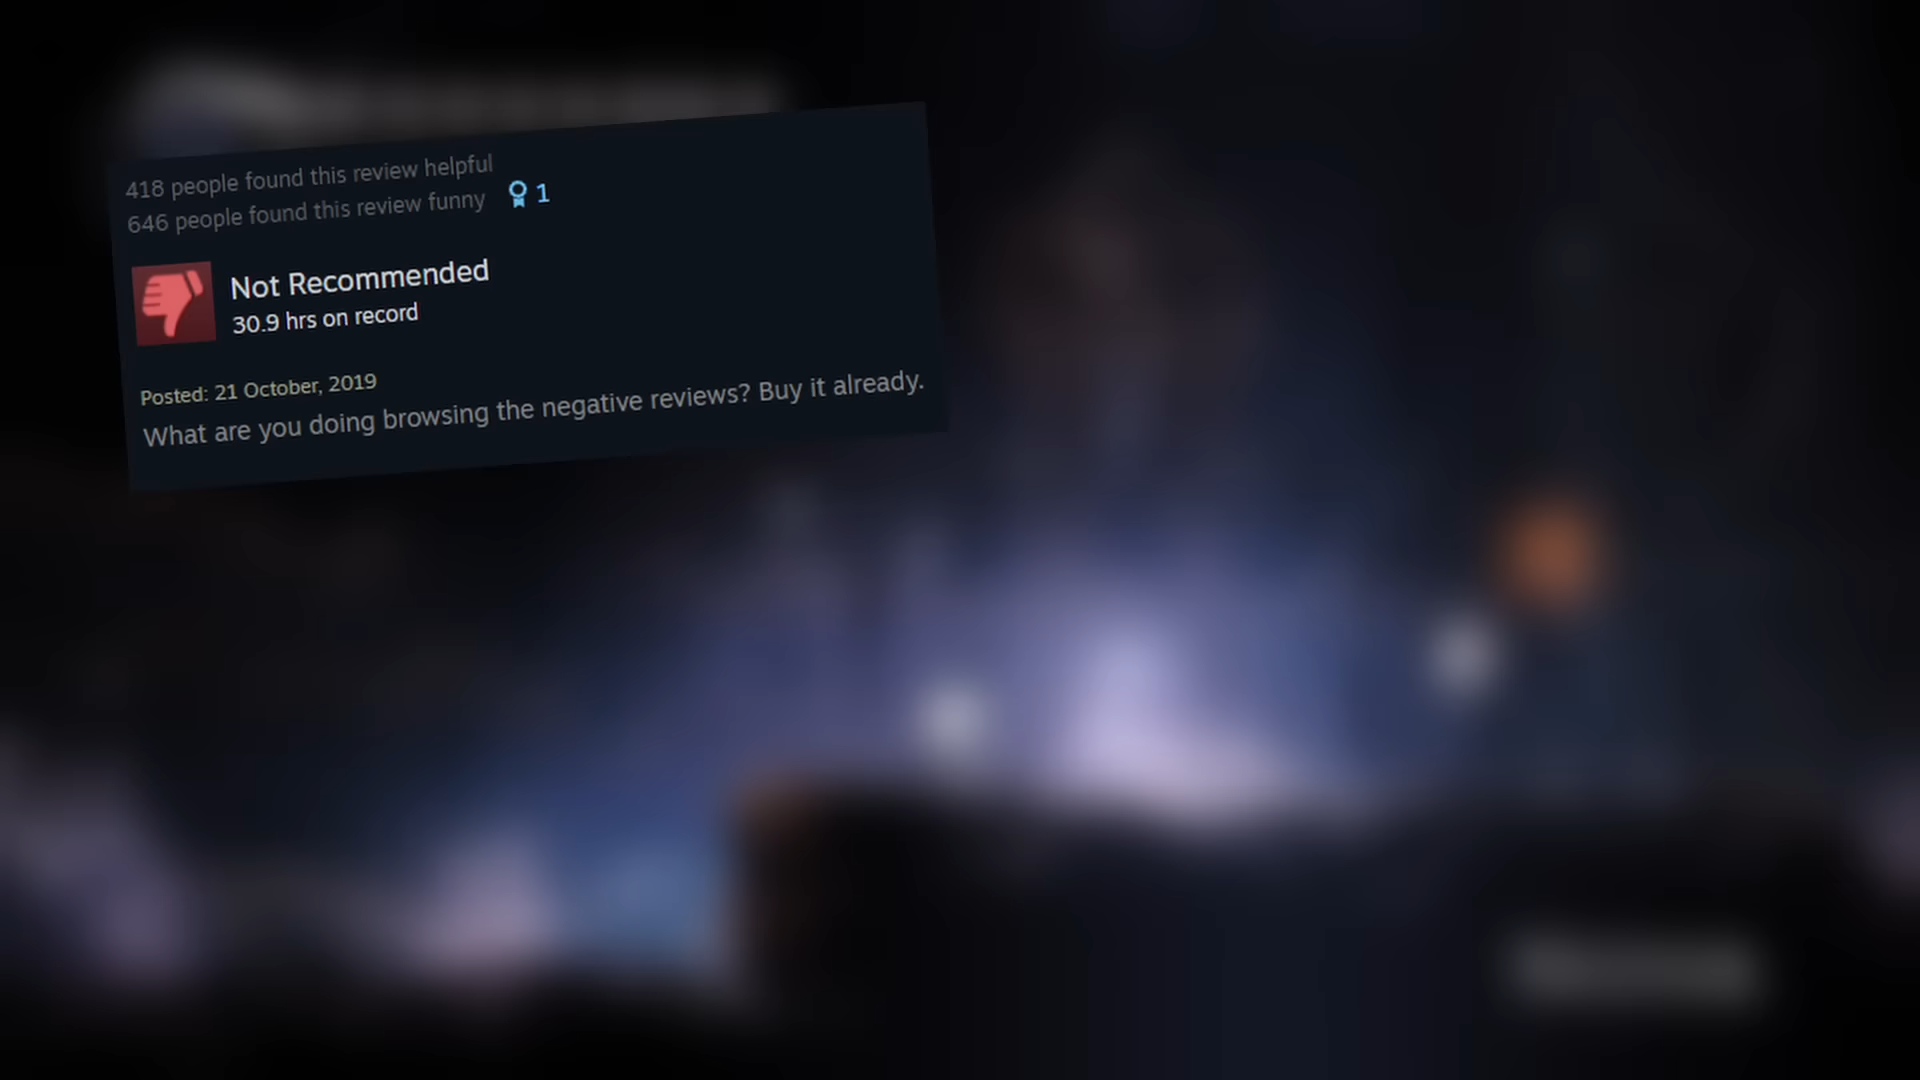 418 people found this review helpful
646 people found this review funny
1
Not Recommended
30.9 hrs on record
Posted: 21 October, 2019
What are you doing browsing the negative reviews? Buy it already.